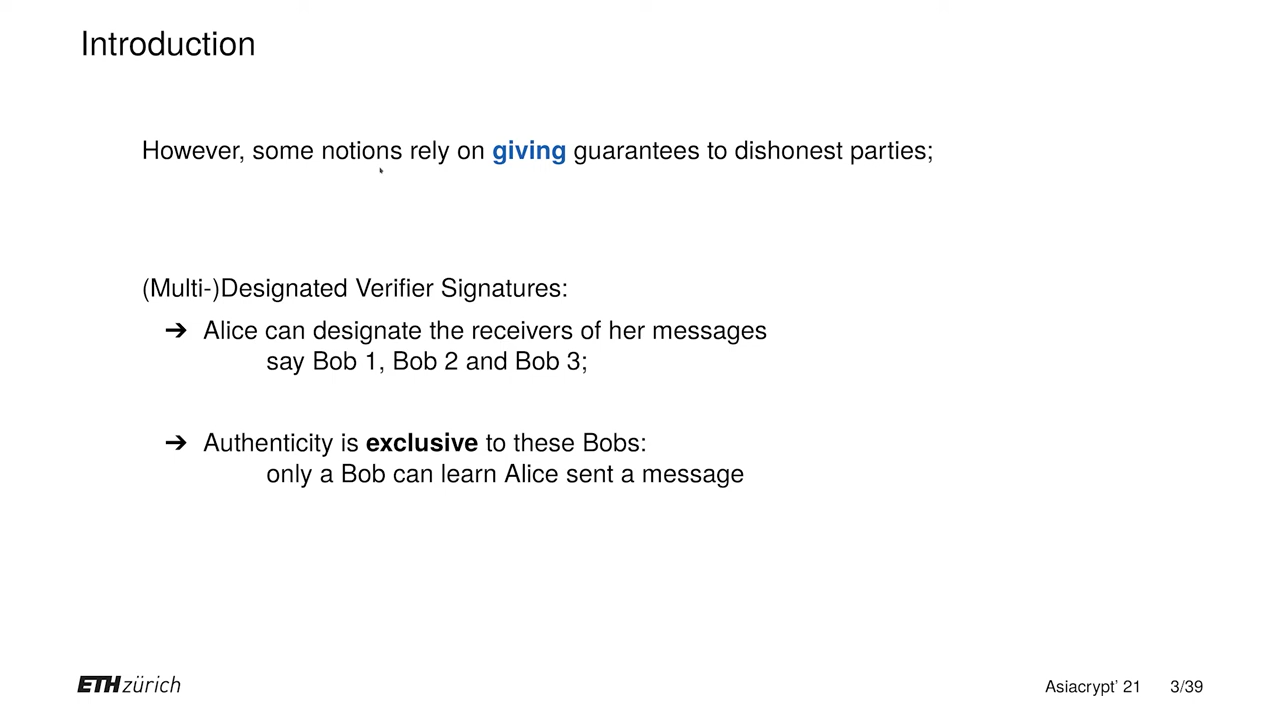 Introduction
However, some notions rely on giving guarantees to dishonest parties;
(Multi-)Designated Verifier Signatures:
➔ Alice can designate the receivers of her messages
say Bob 1, Bob 2 and Bob 3;
➔ Authenticity is exclusive to these Bobs:
only a Bob can learn Alice sent a message
ETH zürich
Asiacrypt' 21 3/39